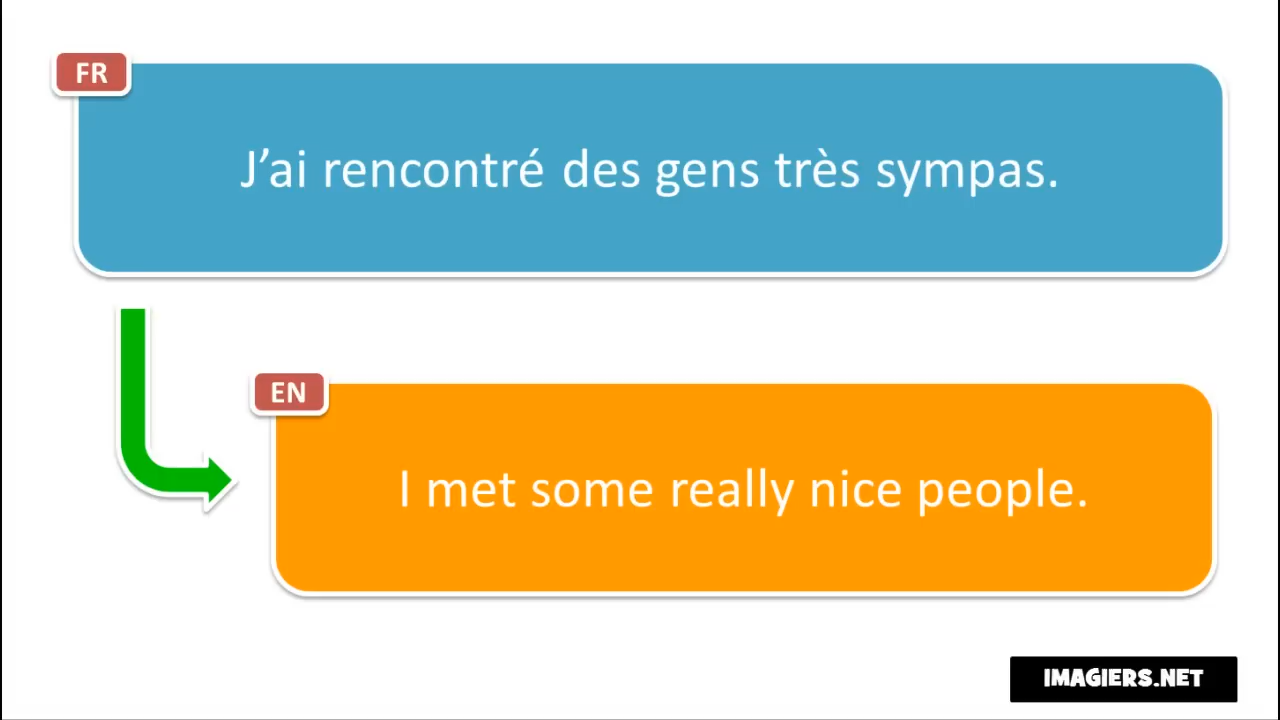 FR
J’ai rencontré des gens très sympas.
EN
I met some really nice people.
IMAGIERS.NET